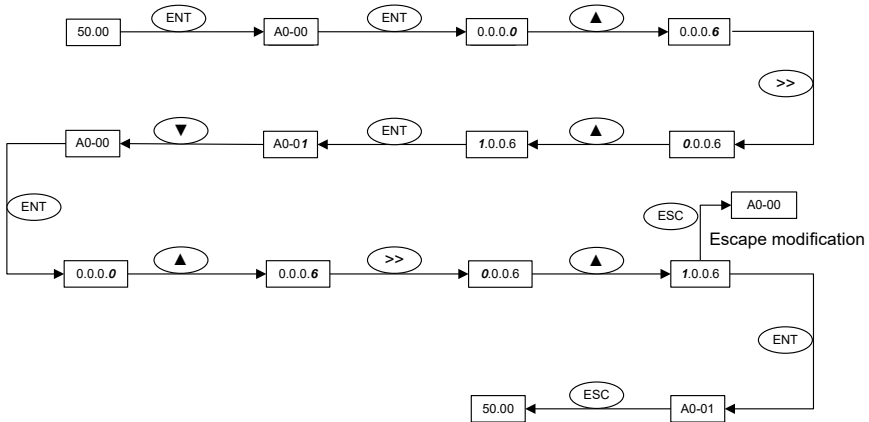 ENT ENT ▲
50.00 A0-00 0.0.0.0 0.0.0.6
>>
▼ ENT ▲
A0-00 A0-01 1.0.0.6 0.0.0.6
ENT
ESC A0-00
Escape modification
▲ >> ▲
0.0.0.0 0.0.0.6 0.0.0.6 1.0.0.6
ENT
ESC
50.00 A0-01